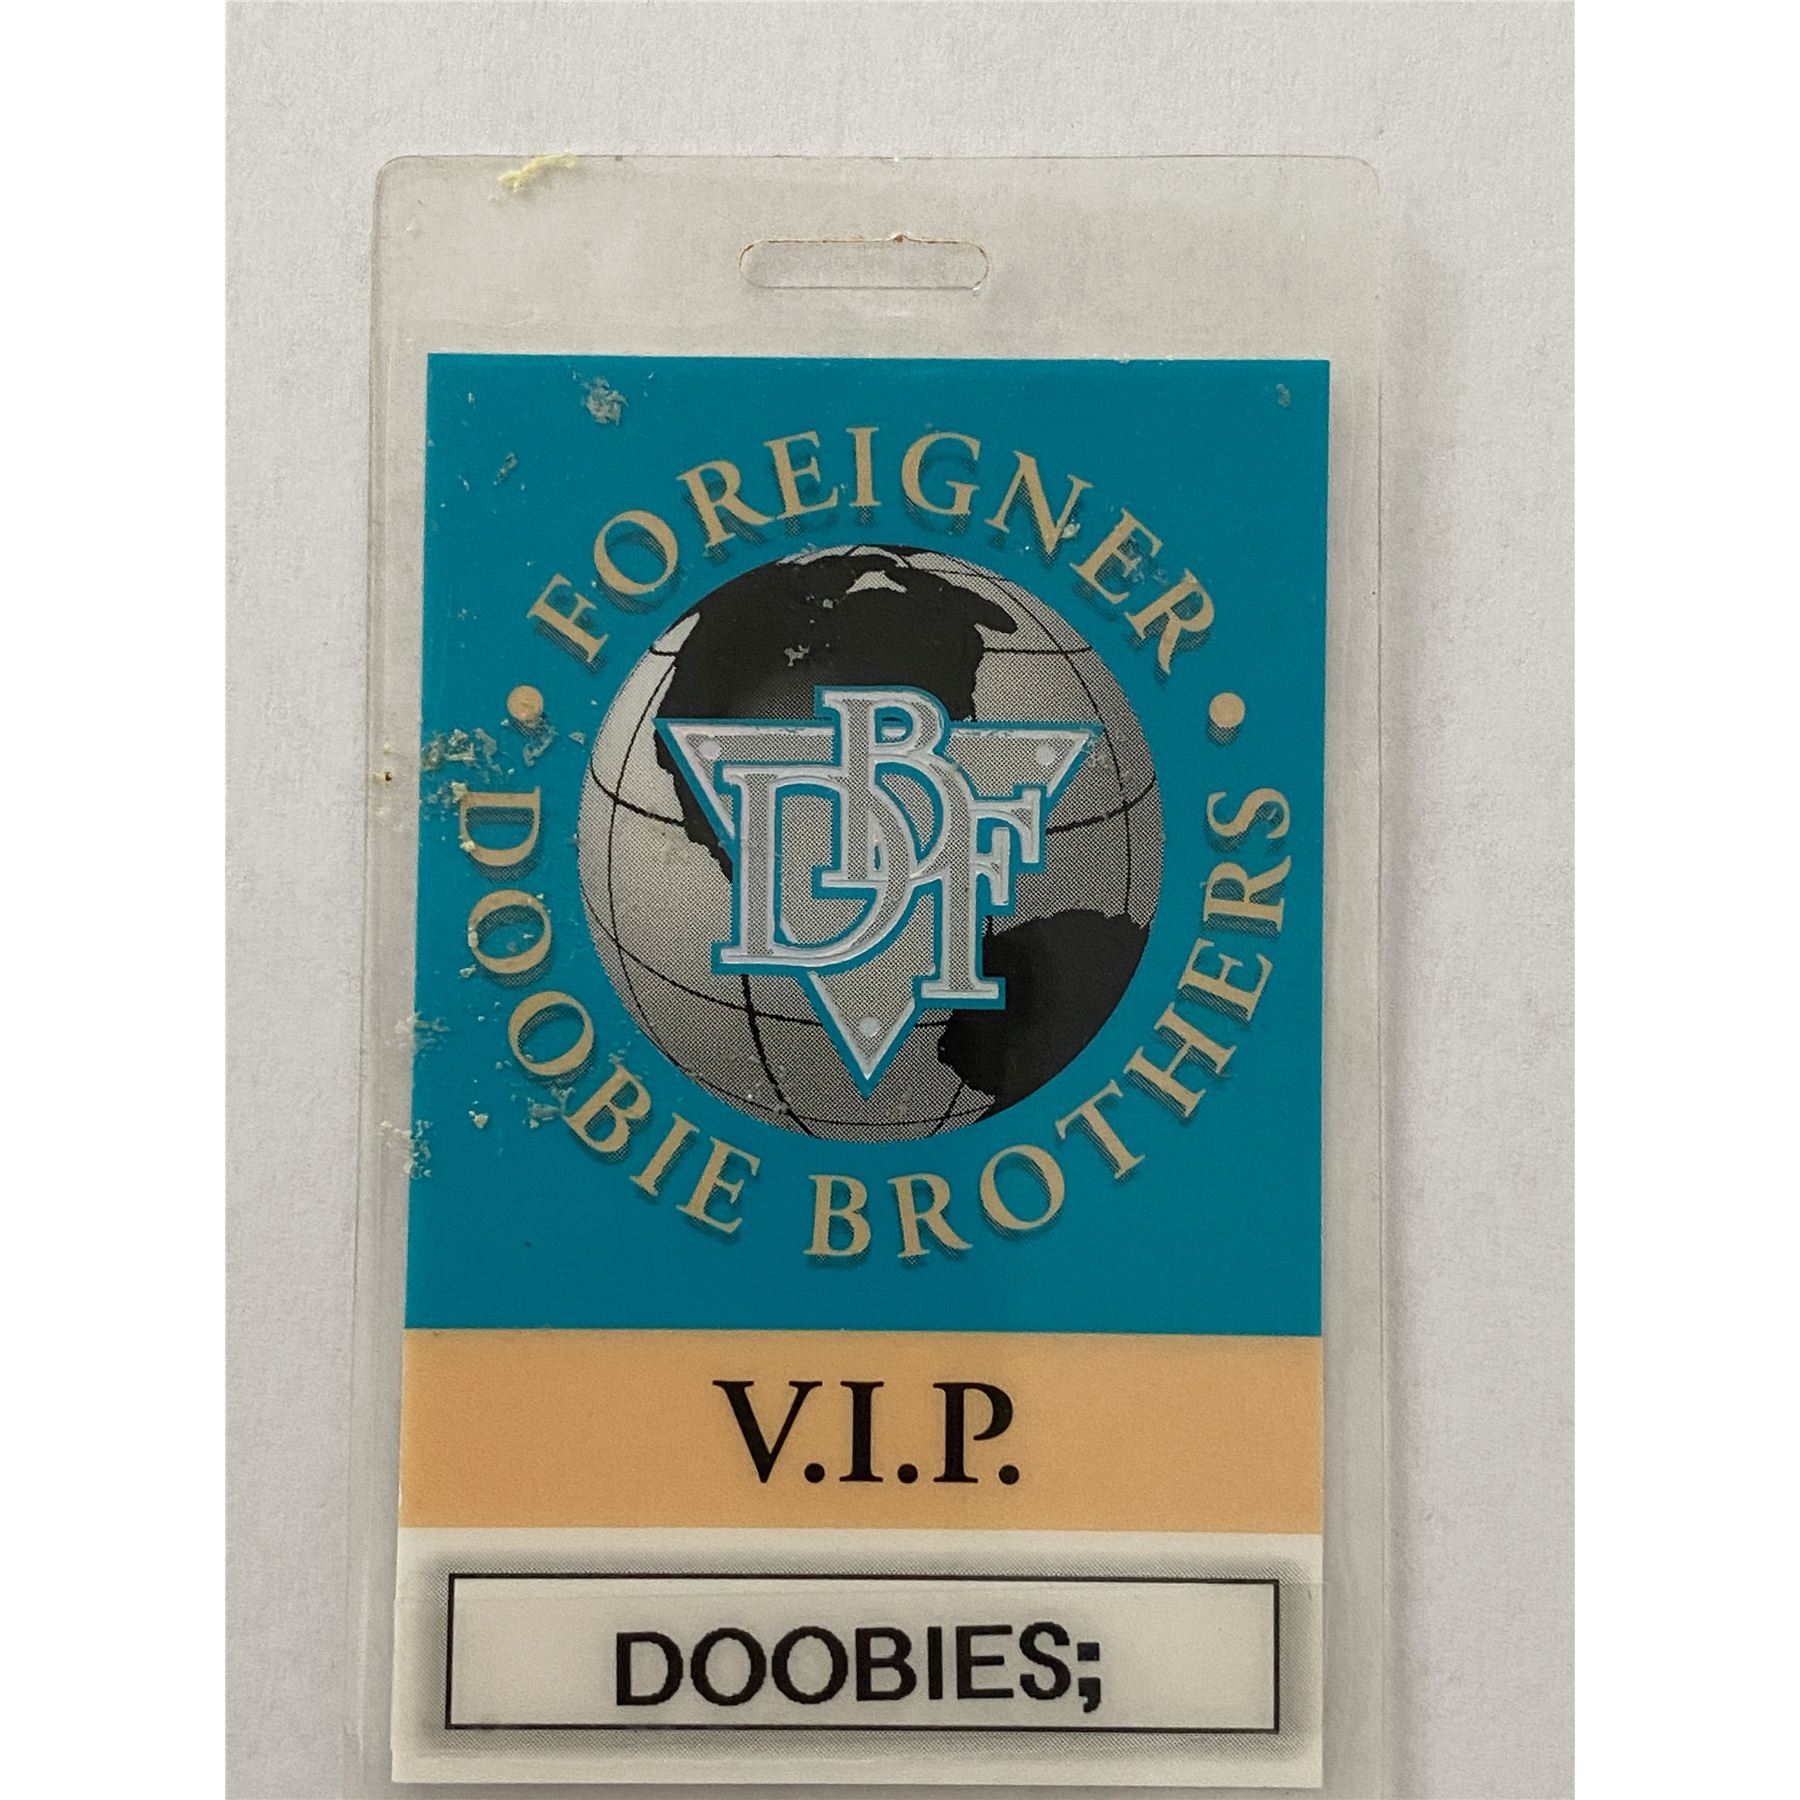 • FOREIGNER •
DOOBIE BROTHERS
DBF
V.I.P.
DOOBIES;